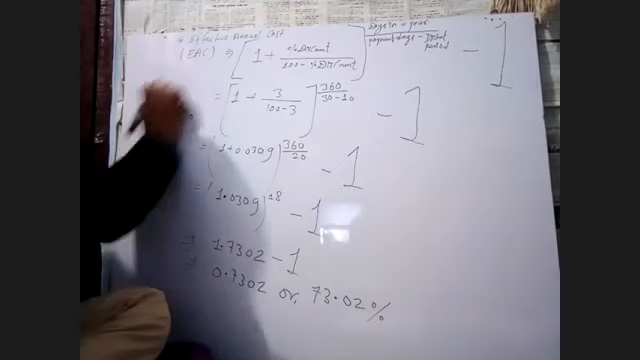 * Effective Annual Cost
(EAC) ⇒ [1 + %Discount / 100 - %Discount] ^ Days in a year / payment days - Discount period - 1
= [1 + 3 / 100 - 3] ^ 360 / 30 - 10 - 1
= (1 + 0.0309) ^ 360 / 20 - 1
= (1.0309) ^ 18 - 1
⇒ 1.7302 - 1
⇒ 0.7302 or, 73.02%